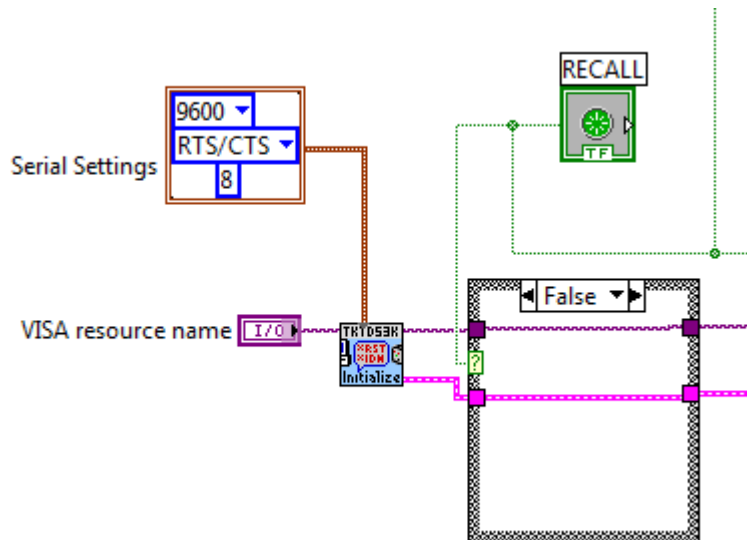 RECALL
TF
9600
RTS/CTS
8
Serial Settings
False
VISA resource name
I/O
TKTDS3K
*RST
*IDN
Initialize
?